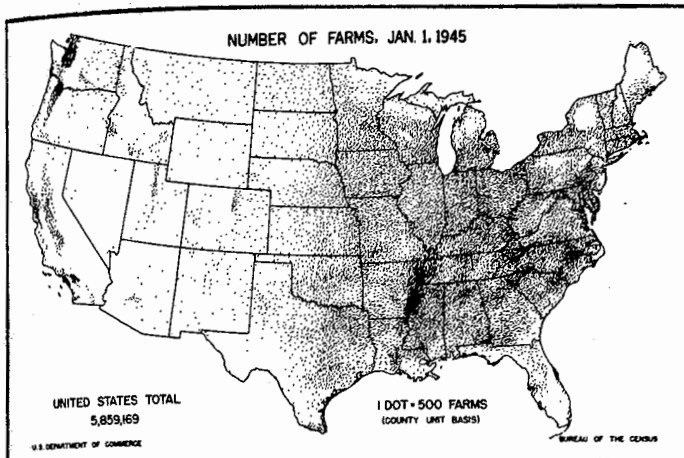 NUMBER OF FARMS, JAN. 1, 1945
UNITED STATES TOTAL
5,859,169
1 DOT = 500 FARMS
(COUNTY UNIT BASIS)
U.S. DEPARTMENT OF COMMERCE
BUREAU OF THE CENSUS